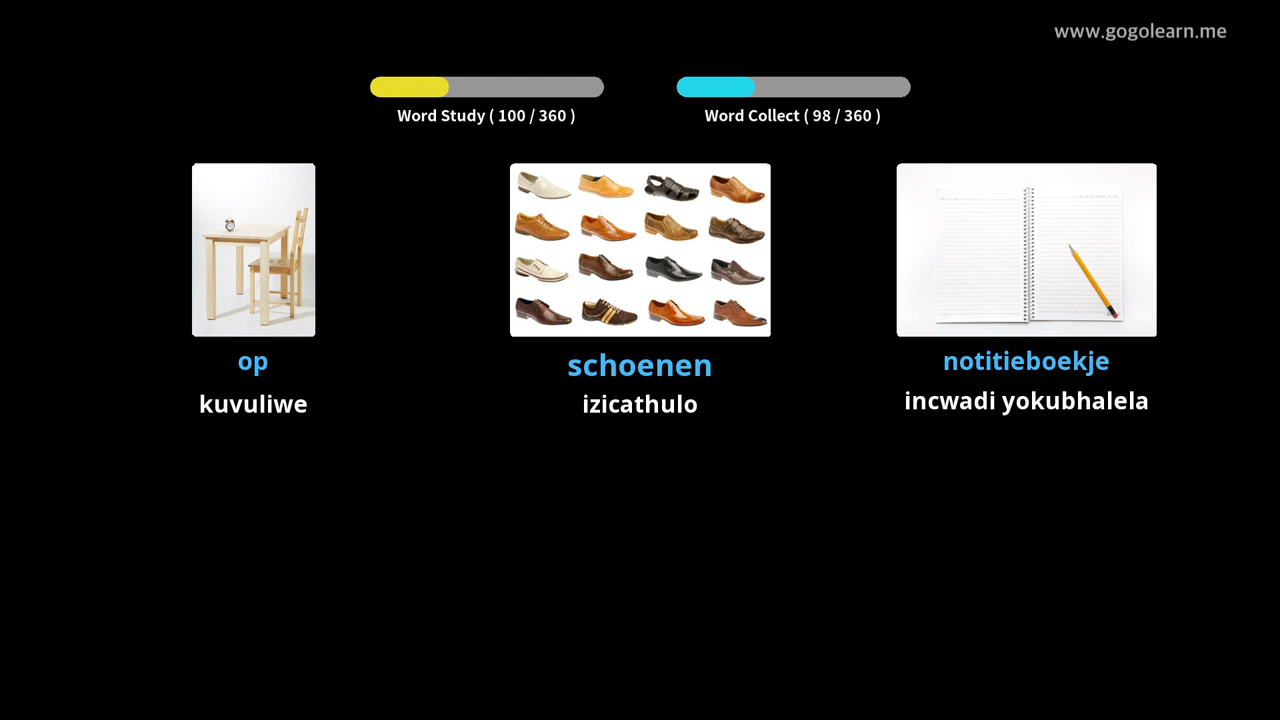 www.gogolearn.me
Word Study ( 100 / 360 )
Word Collect ( 98 / 360 )
op
schoenen
notitieboekje
kuvuliwe
izicathulo
incwadi yokubhalela